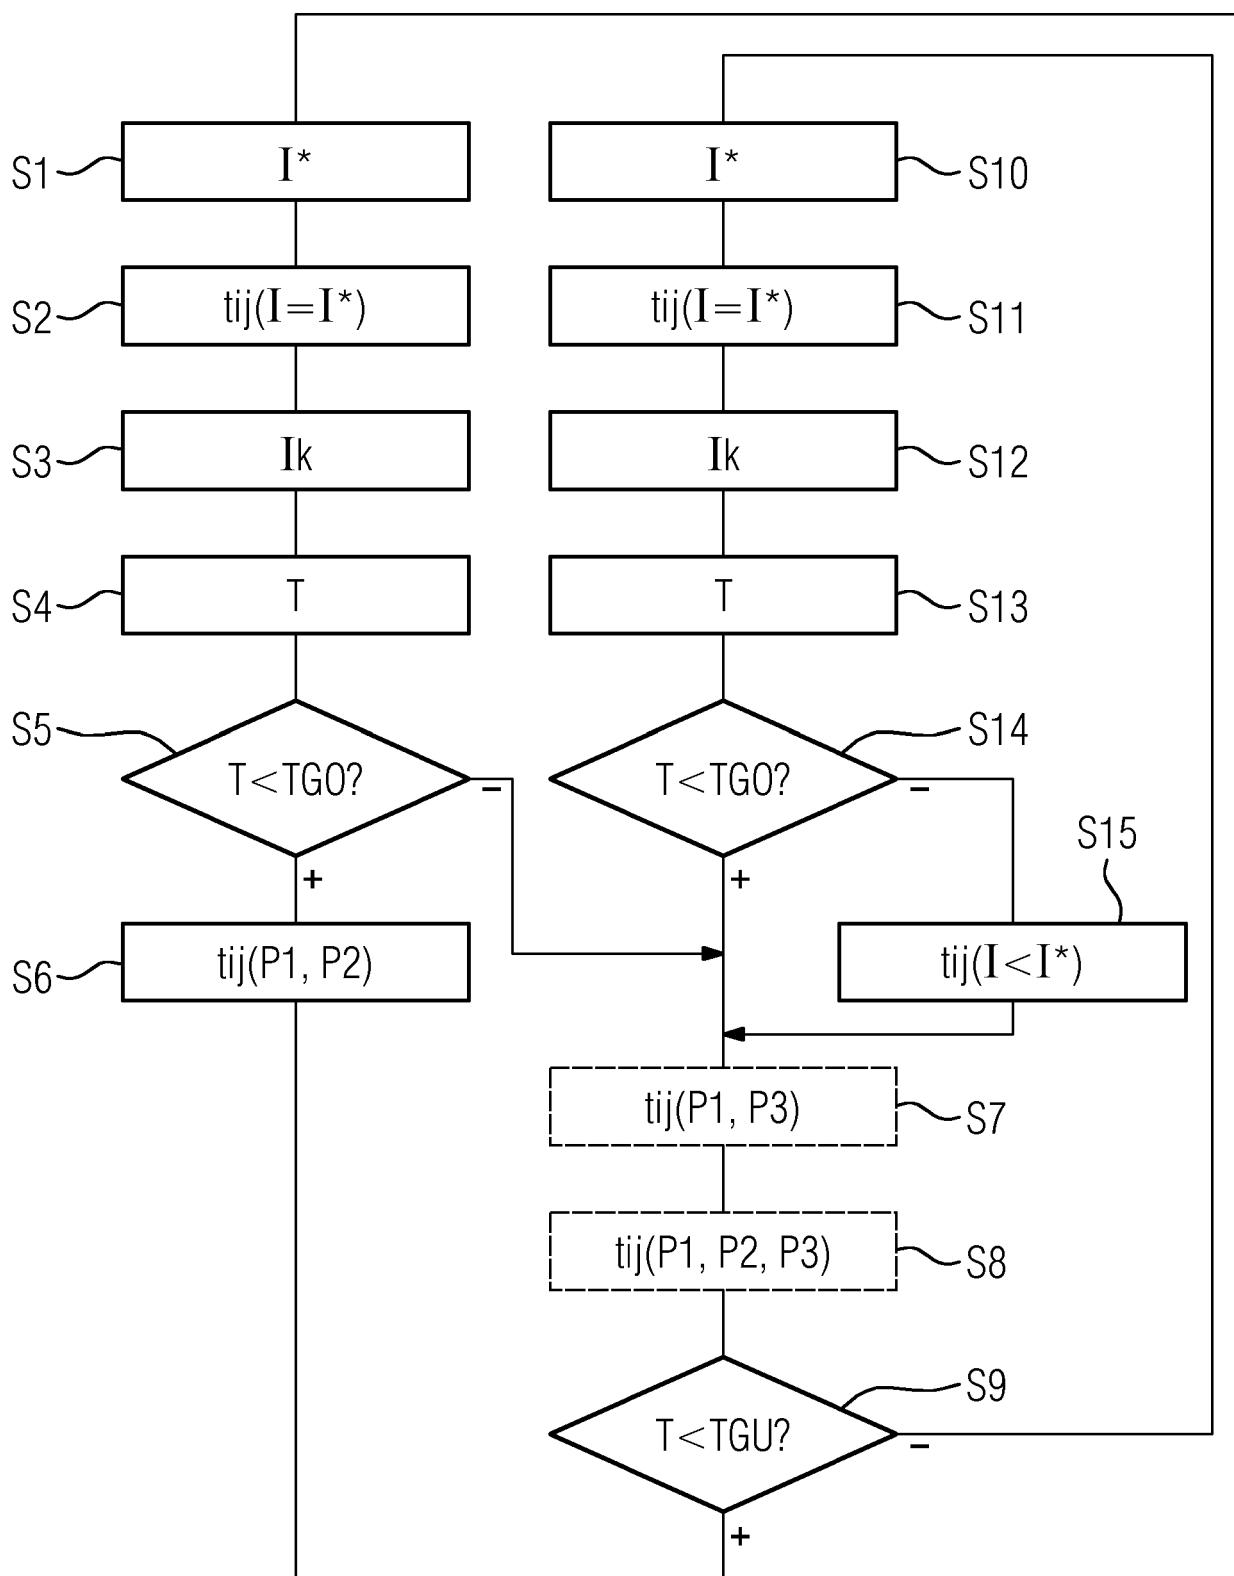 S1
I*
I*
S10
S2
tij(I=I*)
tij(I=I*)
S11
S3
Ik
Ik
S12
S4
T
T
S13
S5
T<TGO?
-
+
S14
T<TGO?
-
+
S15
tij(I<I*)
S6
tij(P1, P2)
tij(P1, P3)
S7
tij(P1, P2, P3)
S8
S9
T<TGU?
-
+